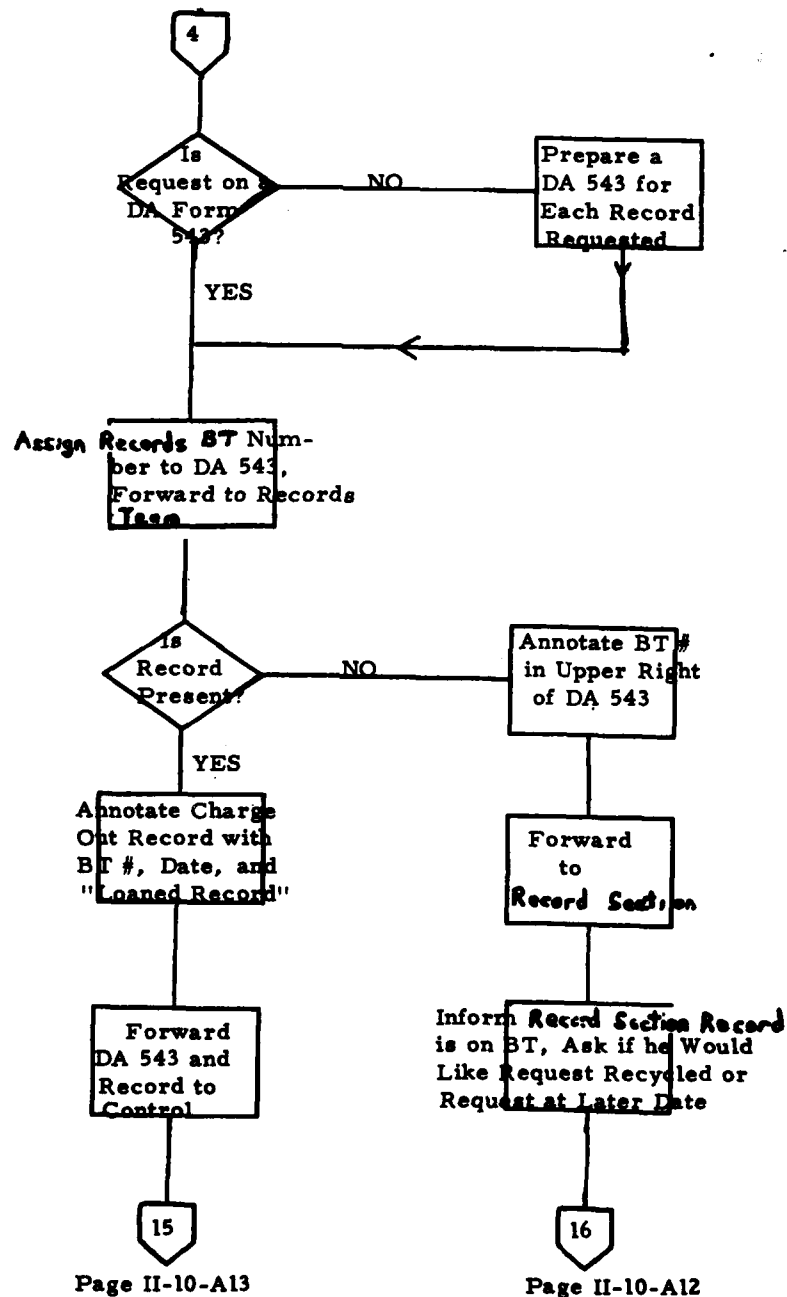 4
Is
Request on a
DA Form
543?
NO
Prepare a
DA 543 for
Each Record
Requested
YES
Assign Records BT Num-
ber to DA 543,
Forward to Records
Team
Is
Record
Present?
NO
Annotate BT #
in Upper Right
of DA 543
YES
Annotate Charge
Out Record with
BT #, Date, and
"Loaned Record"
Forward
to
Record Section
Forward
DA 543 and
Record to
Control
Inform Record Section Record
is on BT, Ask if he Would
Like Request Recycled or
Request at Later Date
15
Page II-10-A13
16
Page II-10-A12